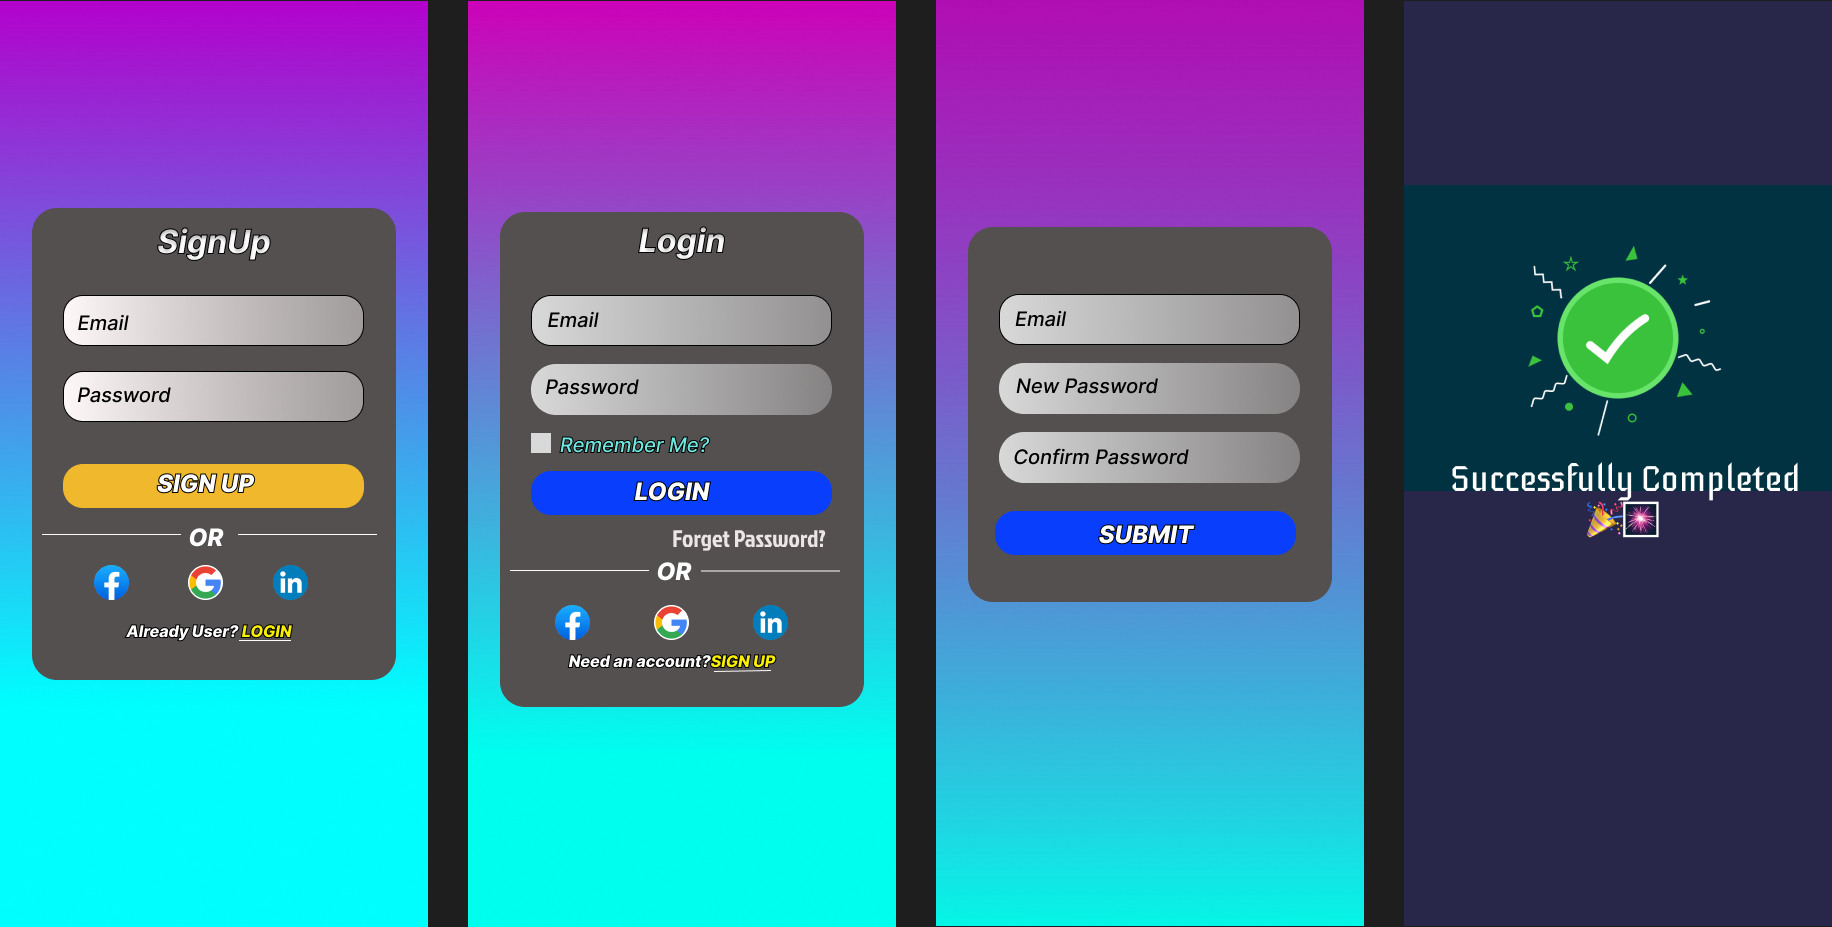 SignUp
Email
Password
SIGN UP
OR
Already User? LOGIN
Login
Email
Password
Remember Me?
LOGIN
Forget Password?
OR
in
Need an account?SIGN UP
Email
New Password
Confirm Password
SUBMIT
Successfully Completed